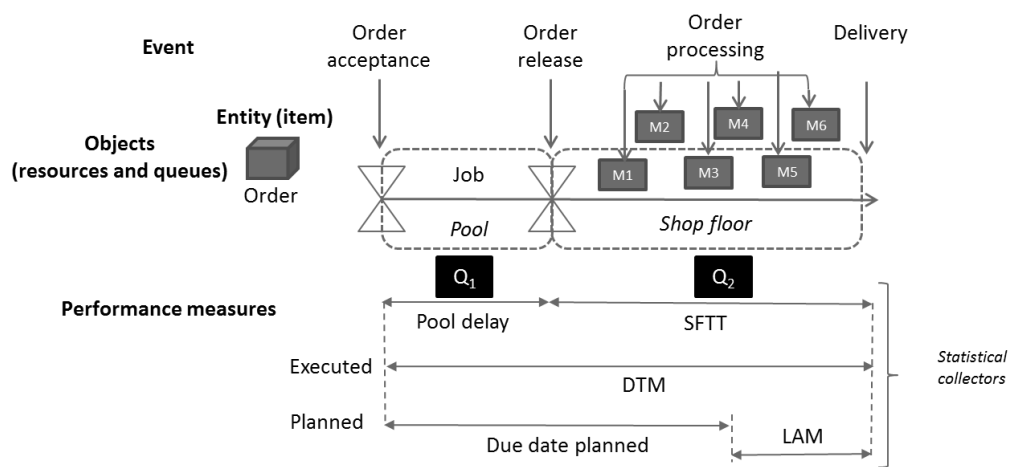 Event
Order
acceptance
Order
release
Order
processing
Delivery
Entity (item)
Objects
(resources and queues)
Order
M2
M4
M6
M1
M3
M5
Job
Pool
Shop floor
Q₁
Q₂
Performance measures
Pool delay
SFTT
Executed
DTM
Statistical
collectors
Planned
Due date planned
LAM